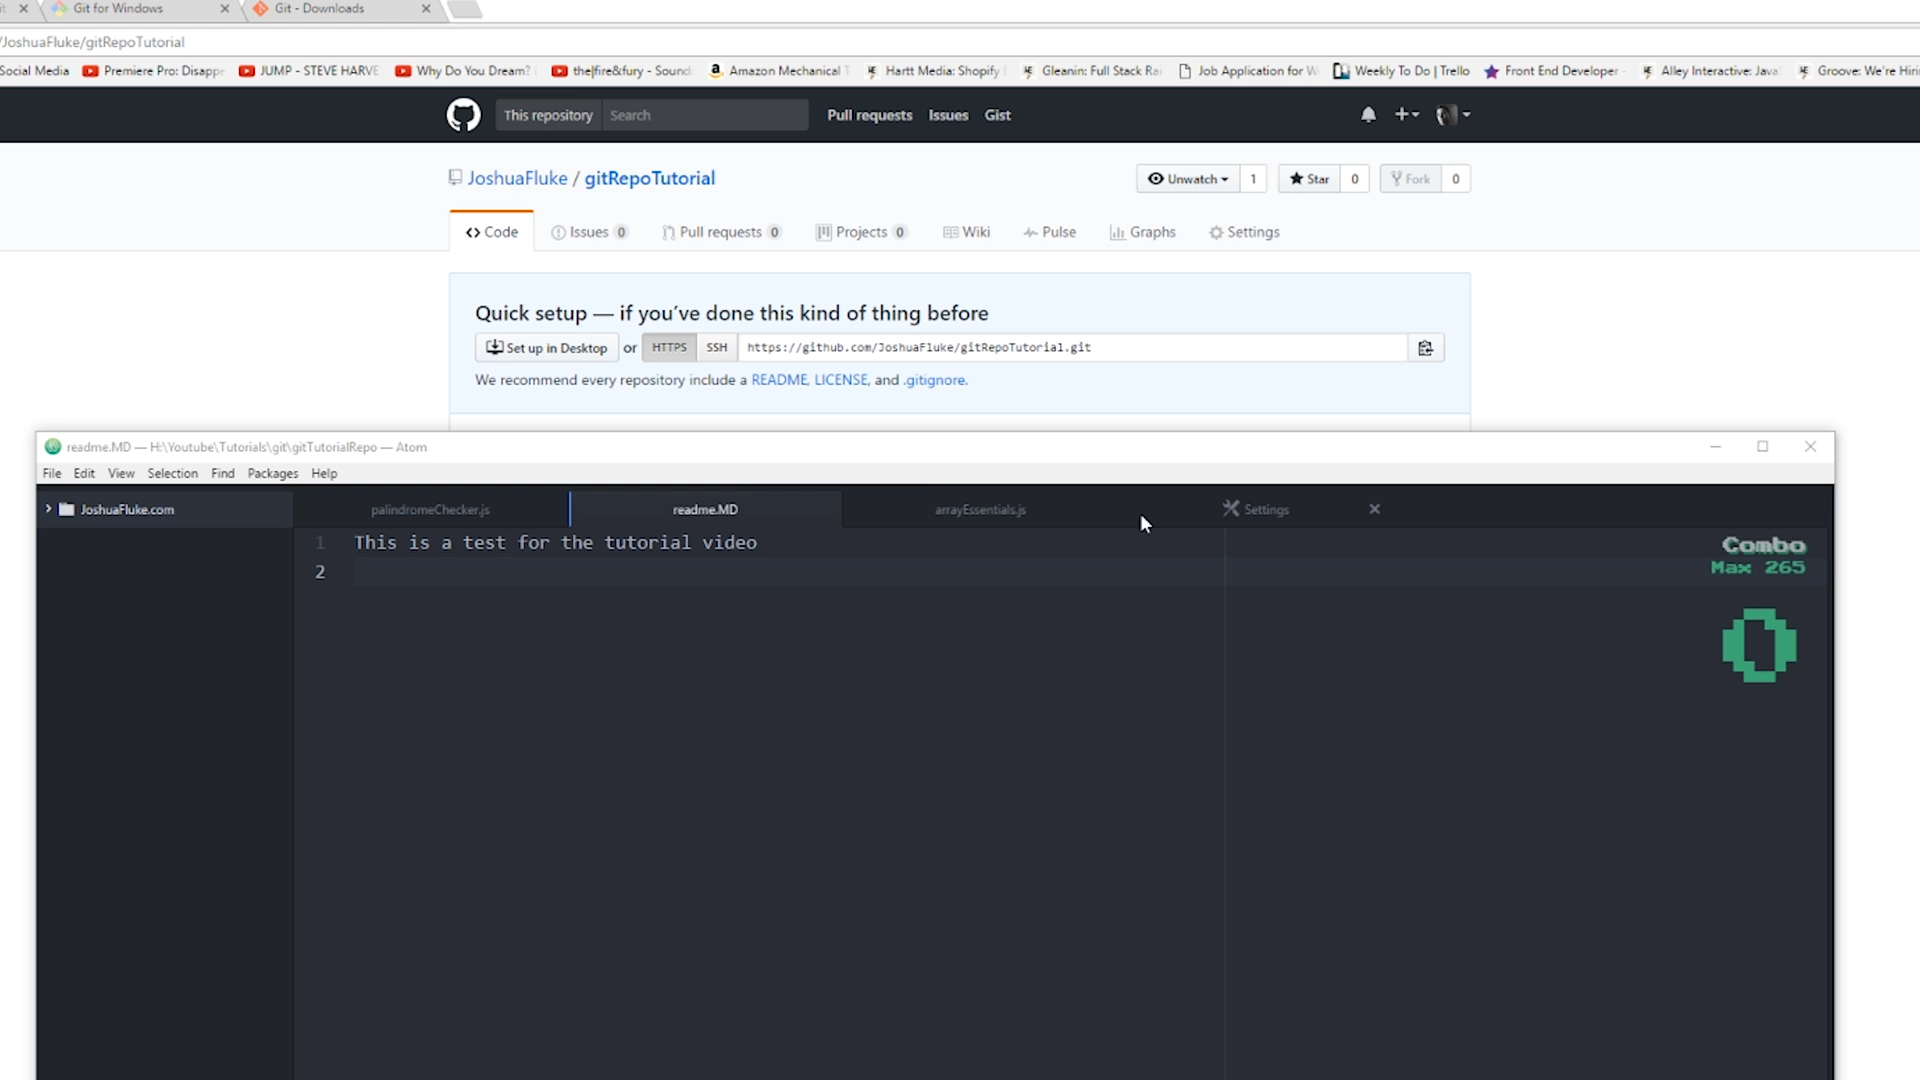 Git for Windows
Git - Downloads
/JoshuaFluke/gitRepoTutorial
Social Media
Premiere Pro: Disappe
JUMP - STEVE HARVE
Why Do You Dream? (
the|fire&fury - Sound
Amazon Mechanical T
Hartt Media: Shopify
Gleanin: Full Stack Rai
Job Application for W
Weekly To Do | Trello
Front End Developer -
Alley Interactive: Java
Groove: We're Hiri
This repository
Search
Pull requests
Issues
Gist
JoshuaFluke / gitRepoTutorial
Unwatch
1
Star
0
Fork
0
Code
Issues 0
Pull requests 0
Projects 0
Wiki
Pulse
Graphs
Settings
Quick setup — if you've done this kind of thing before
Set up in Desktop
or
HTTPS
SSH
https://github.com/JoshuaFluke/gitRepoTutorial.git
We recommend every repository include a README, LICENSE, and .gitignore.
readme.MD — H:\Youtube\Tutorials\git\gitTutorialRepo — Atom
File
Edit
View
Selection
Find
Packages
Help
JoshuaFluke.com
palindromeChecker.js
readme.MD
arrayEssentials.js
Settings
1 This is a test for the tutorial video
2
Combo
Max 265
0